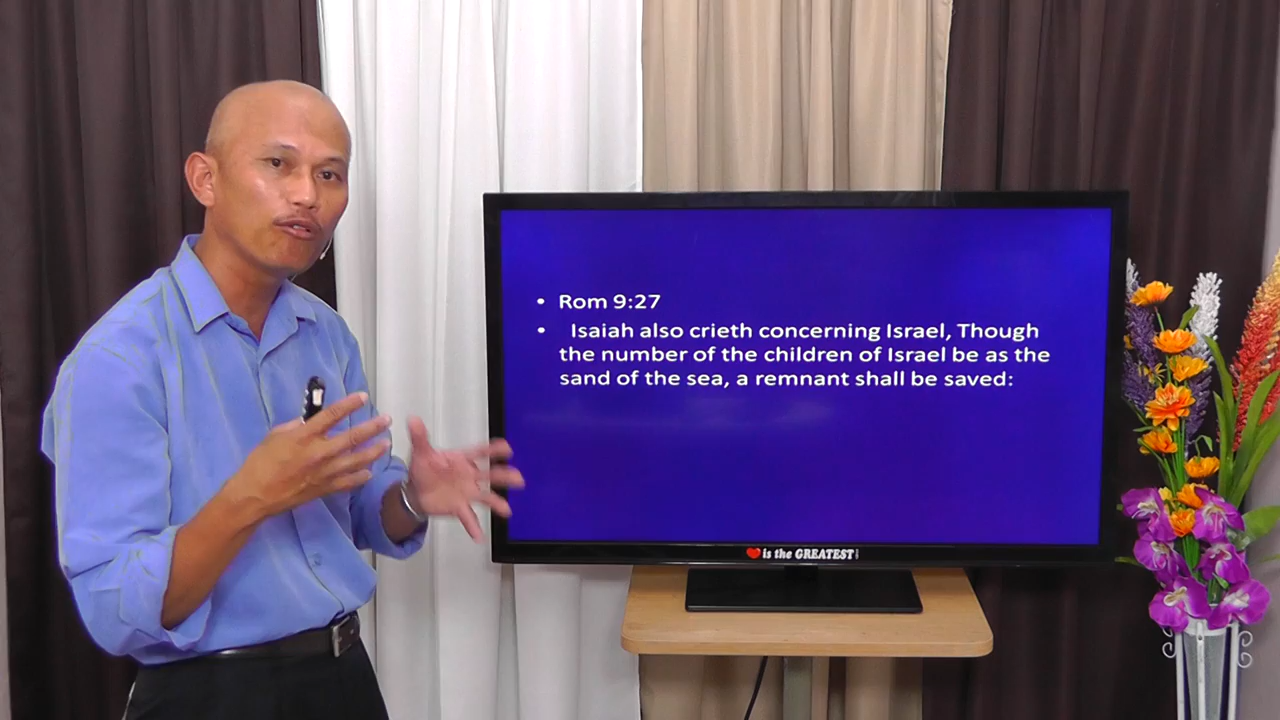 • Rom 9:27
• Isaiah also crieth concerning Israel, Though
the number of the children of Israel be as the
sand of the sea, a remnant shall be saved:
is the GREATEST